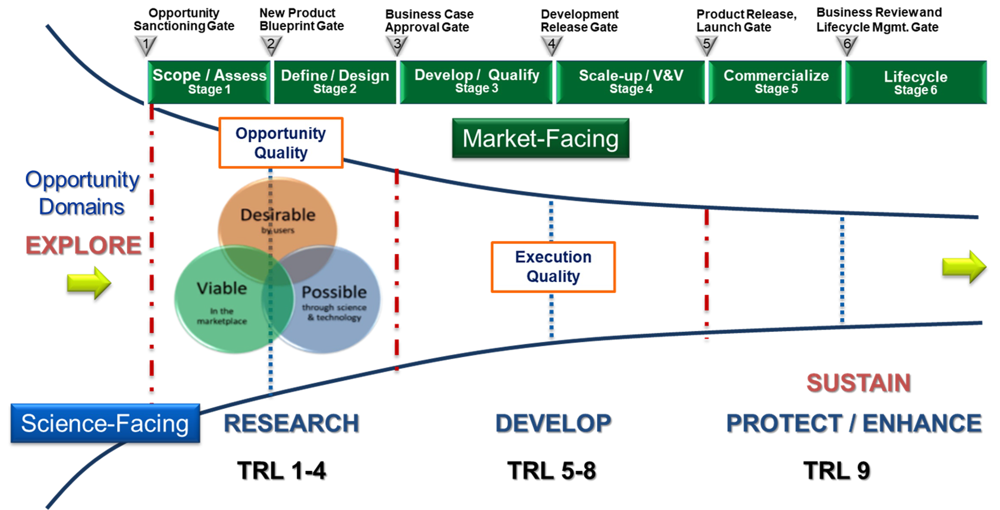 Opportunity
Sanctioning Gate
New Product
Blueprint Gate
Business Case
Approval Gate
Development
Release Gate
Product Release,
Launch Gate
Business Review and
Lifecycle Mgmt. Gate
1
2
3
4
5
6
Scope / Assess
Stage 1
Define / Design
Stage 2
Develop / Qualify
Stage 3
Scale-up / V&V
Stage 4
Commercialize
Stage 5
Lifecycle
Stage 6
Opportunity
Quality
Market-Facing
Opportunity
Domains
EXPLORE
Desirable
by users
Viable
In the
marketplace
Possible
through science
& technology
Execution
Quality
Science-Facing
RESEARCH
DEVELOP
SUSTAIN
PROTECT / ENHANCE
TRL 1-4
TRL 5-8
TRL 9